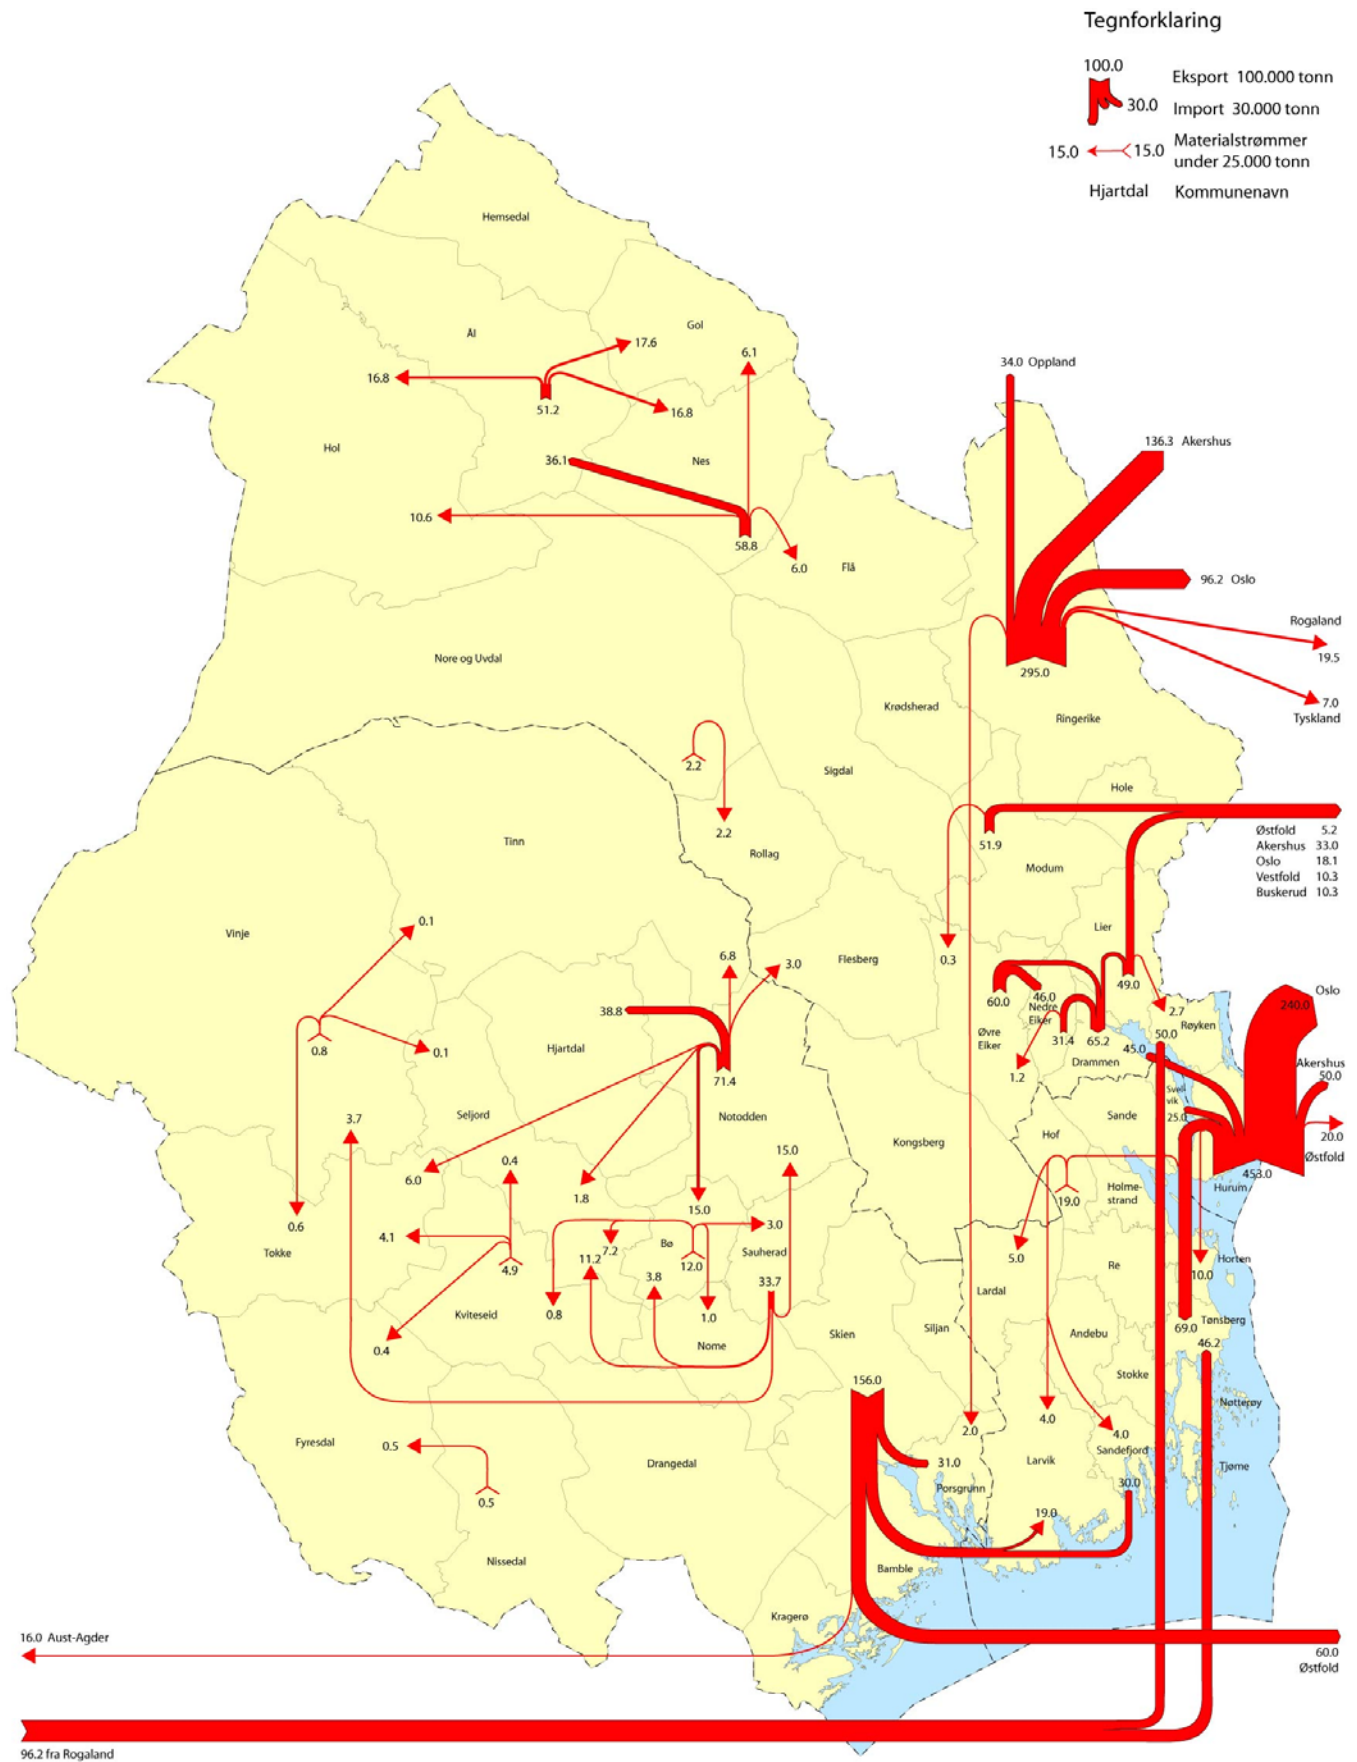 Tegnforklaring
100.0
Eksport 100.000 tonn
30.0
Import 30.000 tonn
15.0
15.0
Materialstrømmer
under 25.000 tonn
Hjartdal
Kommunenavn
Hemsedal
Gol
Ål
17.6
6.1
34.0 Oppland
16.8
16.8
51.2
136.3 Akershus
Hol
36.1
Nes
10.6
58.8
6.0
Flå
96.2 Oslo
Rogaland
19.5
Nore og Uvdal
295.0
7.0
Tyskland
Krødsherad
Ringerike
2.2
Sigdal
Hole
2.2
Tinn
Rollag
51.9
Østfold 5.2
Akershus 33.0
Oslo 18.1
Vestfold 10.3
Buskerud 10.3
Modum
0.1
Vinje
Lier
6.8
3.0
Flesberg
0.3
49.0
Oslo
240.0
60.0
46.0
Nedre
Eiker
38.8
2.7
Røyken
Øvre
Eiker
31.4
65.2
50.0
45.0
0.8
0.1
Hjartdal
Drammen
Akershus
50.0
71.4
1.2
Svel-
vik
25.0
Seljord
Notodden
Sande
20.0
Østfold
3.7
Hof
Kongsberg
15.0
0.4
6.0
1.8
15.0
453.0
Hurum
19.0
Holme-
strand
0.6
Tokke
4.1
3.0
7.2
Bø
12.0
Sauherad
11.2
5.0
Re
Horten
10.0
4.9
3.8
33.7
Lardal
Kviteseid
0.8
1.0
69.0
Tønsberg
46.2
0.4
Nome
Skien
Siljan
Andebu
Stokke
156.0
Nøtterøy
2.0
4.0
4.0
Sandefjord
Fyresdal
0.5
Drangedal
31.0
Larvik
Tjøme
30.0
Porsgrunn
0.5
19.0
Nissedal
Bamble
Kragerø
16.0 Aust-Agder
60.0
Østfold
96.2 fra Rogaland